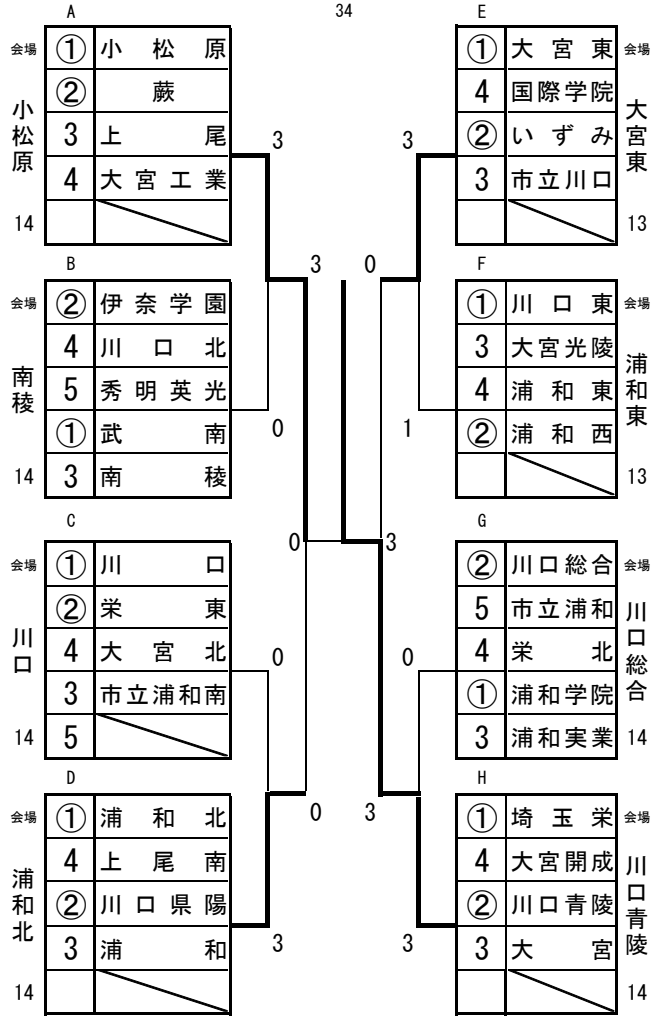 34
A
会場
小松原
14
① 小松原
② 蕨
3 上尾
4 大宮工業
B
会場
南稜
14
② 伊奈学園
4 川口北
5 秀明英光
① 武南
3 南稜
C
会場
川口
14
① 川口
② 栄東
4 大宮北
3 市立浦和南
5
D
会場
浦和北
14
① 浦和北
4 上尾南
② 川口県陽
3 浦和
3
3
0
0
0
0
3
0
3
0
1
3
0
3
3
E
会場
大宮東
13
① 大宮東
4 国際学院
② いずみ
3 市立川口
F
会場
浦和東
13
① 川口東
3 大宮光陵
4 浦和東
② 浦和西
G
会場
川口総合
14
② 川口総合
5 市立浦和
4 栄北
① 浦和学院
3 浦和実業
H
会場
川口青陵
14
① 埼玉栄
4 大宮開成
② 川口青陵
3 大宮